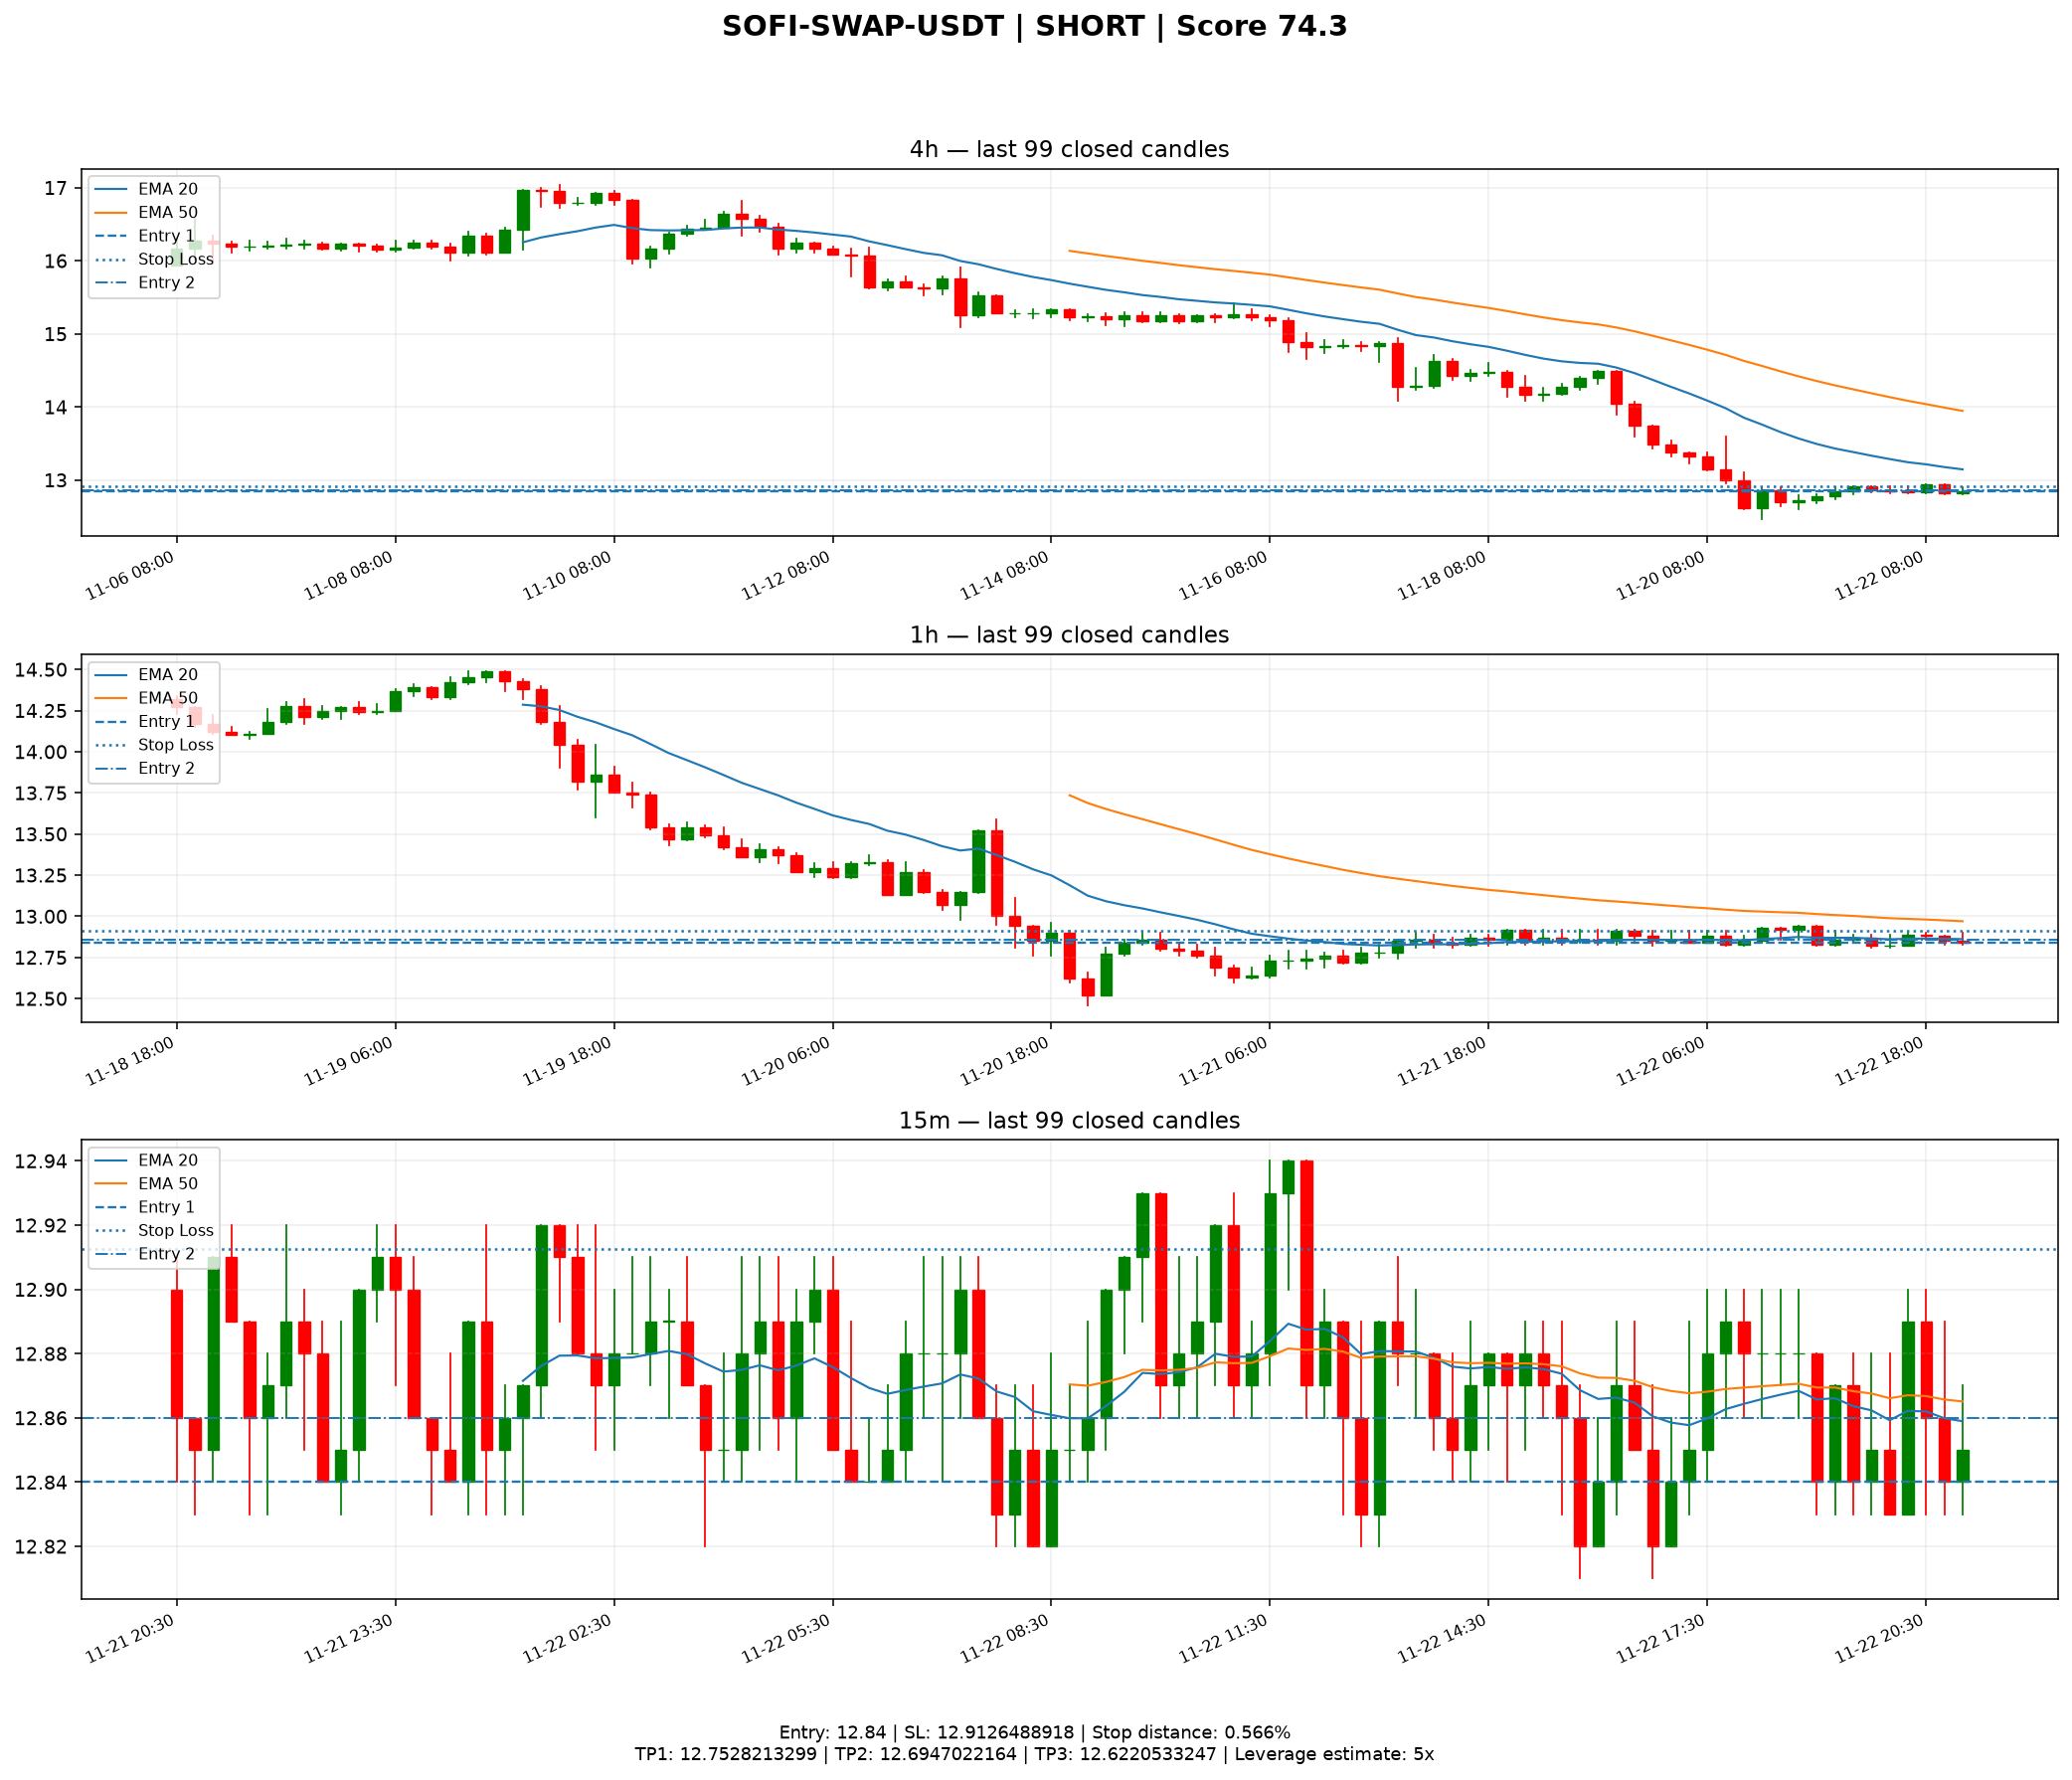 SOFI-SWAP-USDT | SHORT | Score 74.3
4h — last 99 closed candles
EMA 20
EMA 50
Entry 1
Stop Loss
Entry 2
17
16
15
14
13
11-06 08:00
11-08 08:00
11-10 08:00
11-12 08:00
11-14 08:00
11-16 08:00
11-18 08:00
11-20 08:00
11-22 08:00
1h — last 99 closed candles
EMA 20
EMA 50
Entry 1
Stop Loss
Entry 2
14.50
14.25
14.00
13.75
13.50
13.25
13.00
12.75
12.50
11-18 18:00
11-19 06:00
11-19 18:00
11-20 06:00
11-20 18:00
11-21 06:00
11-21 18:00
11-22 06:00
11-22 18:00
15m — last 99 closed candles
EMA 20
EMA 50
Entry 1
Stop Loss
Entry 2
12.94
12.92
12.90
12.88
12.86
12.84
12.82
11-21 20:30
11-21 23:30
11-22 02:30
11-22 05:30
11-22 08:30
11-22 11:30
11-22 14:30
11-22 17:30
11-22 20:30
Entry: 12.84 | SL: 12.9126488918 | Stop distance: 0.566%
TP1: 12.7528213299 | TP2: 12.6947022164 | TP3: 12.6220533247 | Leverage estimate: 5x